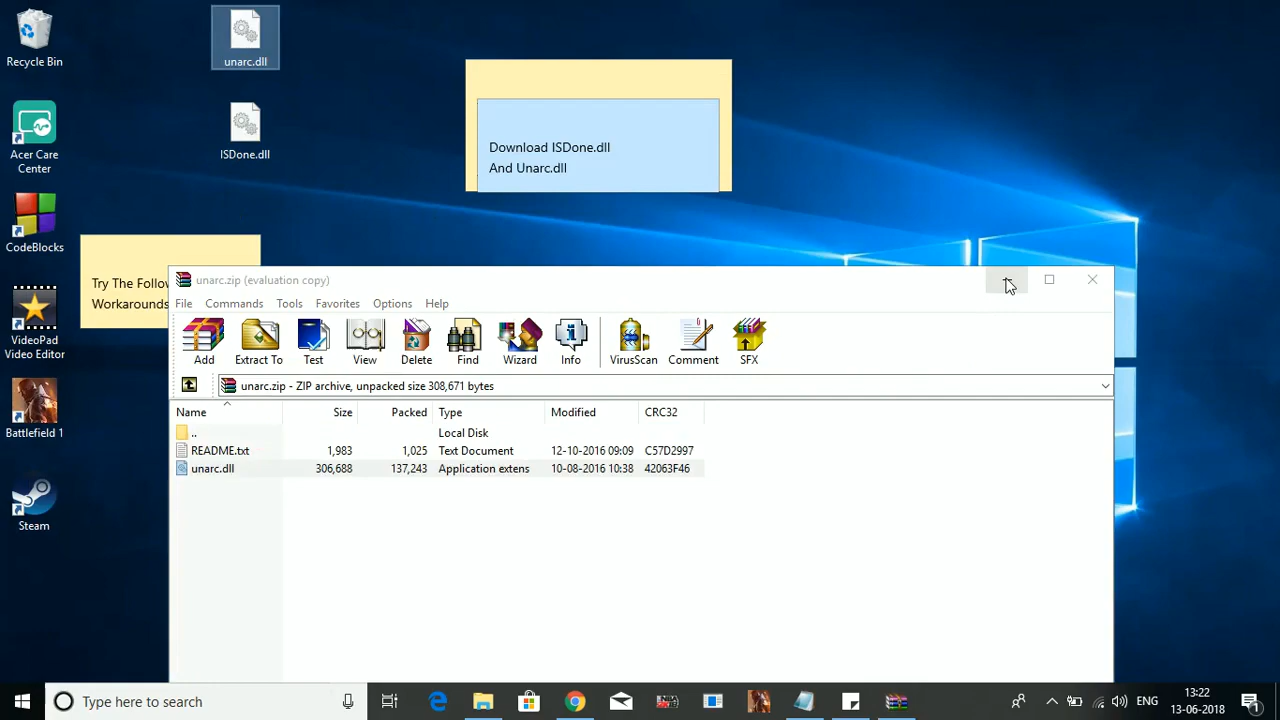 Recycle Bin
unarc.dll
Acer Care
Center
ISDone.dll
CodeBlocks
VideoPad
Video Editor
Battlefield 1
Steam
Download ISDone.dll
And Unarc.dll
Try The Follow
Workarounds
unarc.zip (evaluation copy)
File Commands Tools Favorites Options Help
Add Extract To Test View Delete Find Wizard Info VirusScan Comment SFX
unarc.zip - ZIP archive, unpacked size 308,671 bytes
Name Size Packed Type Modified CRC32
.. Local Disk
README.txt 1,983 1,025 Text Document 12-10-2016 09:09 C57D2997
unarc.dll 306,688 137,243 Application extens 10-08-2016 10:38 42063F46
Type here to search
ENG
13:22
13-06-2018
1